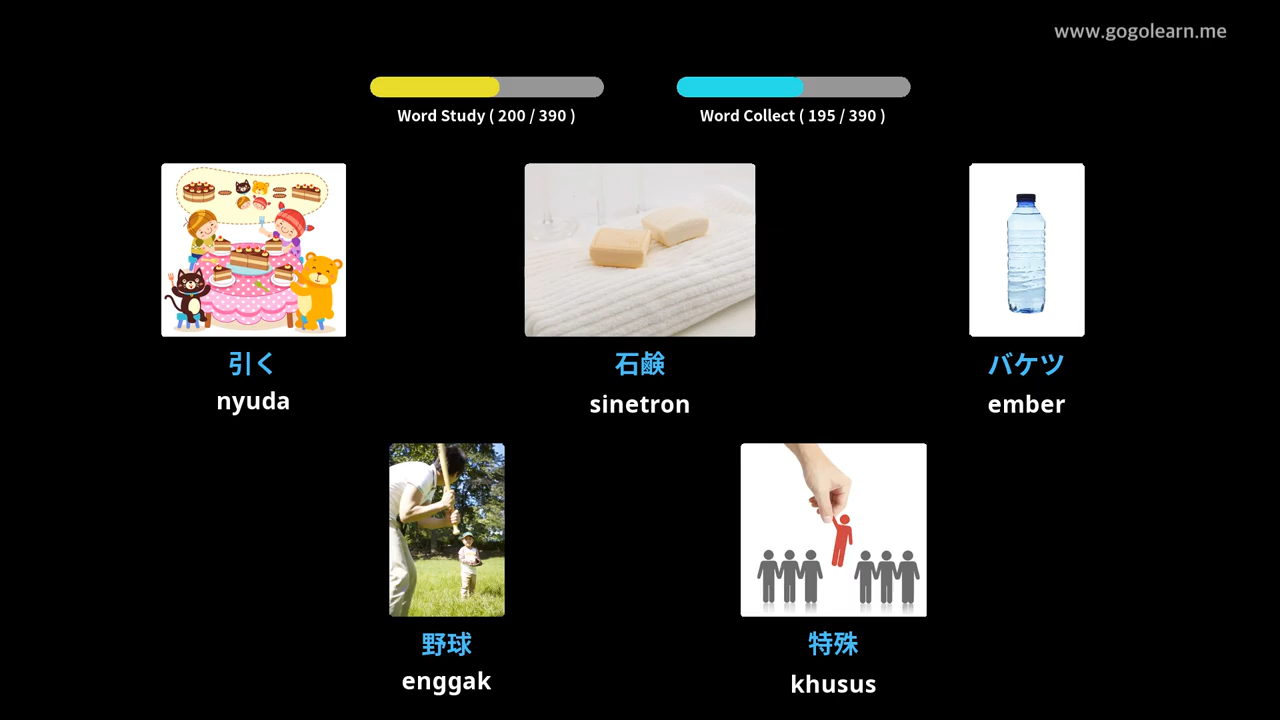 www.gogolearn.me
Word Study ( 200 / 390 )
Word Collect ( 195 / 390 )
引く
nyuda
石鹸
sinetron
バケツ
ember
野球
enggak
特殊
khusus